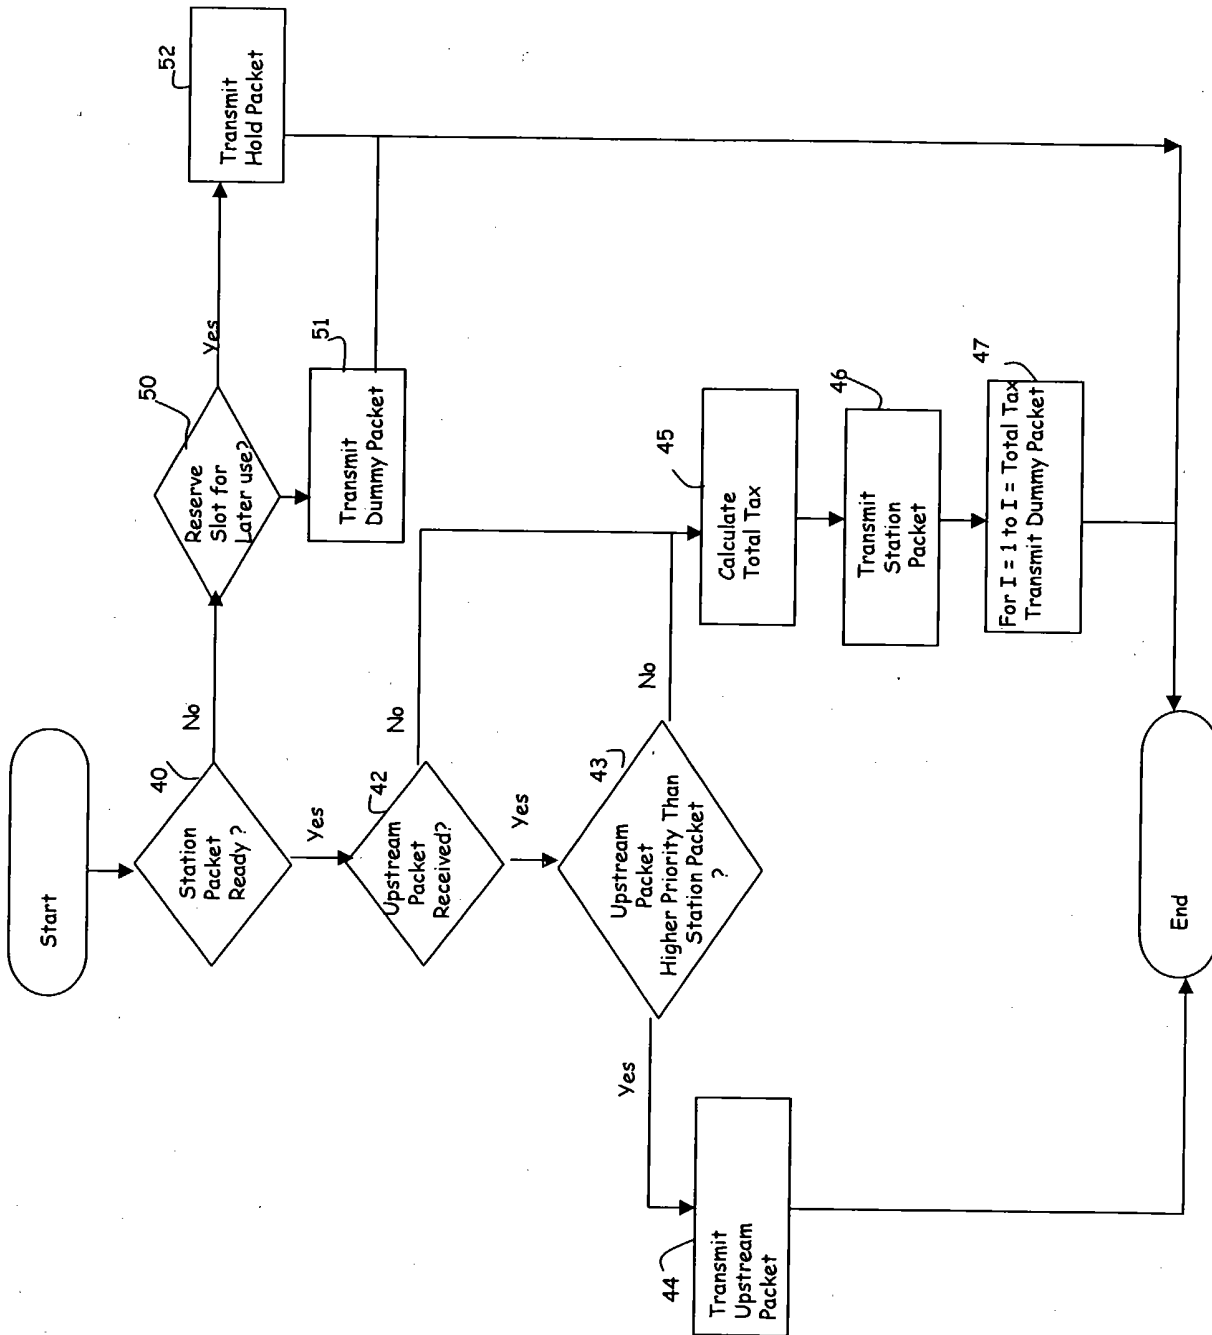 Start
40
Station
Packet
Ready ?
No
Yes
50
Reserve
Slot for
Later use?
Yes
52
Transmit
Hold Packet
51
Transmit
Dummy Packet
42
Upstream
Packet
Received?
No
Yes
43
Upstream
Packet
Higher Priority Than
Station Packet
?
No
Yes
44
Transmit
Upstream
Packet
45
Calculate
Total Tax
46
Transmit
Station
Packet
47
For I = 1 to I = Total Tax
Transmit Dummy Packet
End